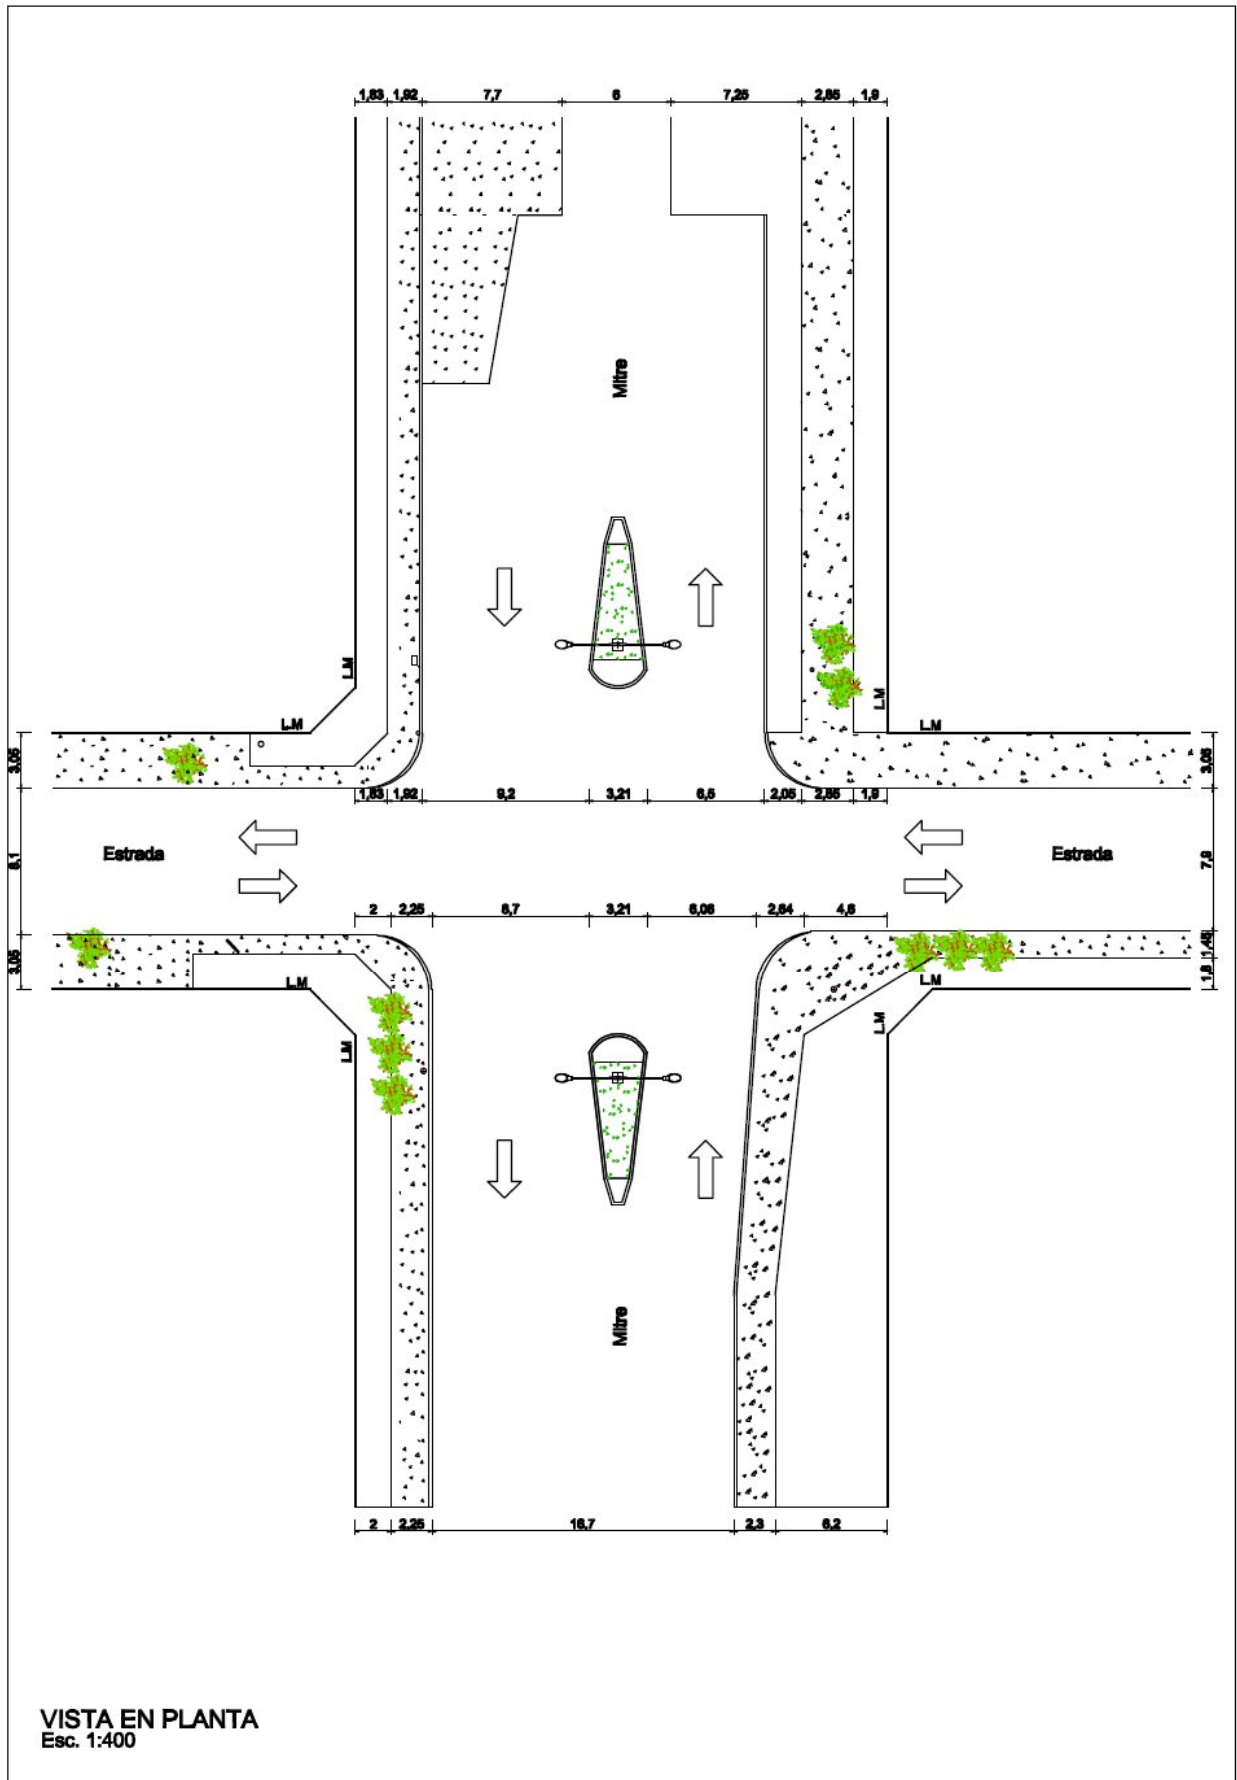 1,83 1,92 7,7 6 7,25 2,85 1,9
Mitre
L.M
L.M
L.M
L.M
3,05
3,05
1,83 1,92 9,2 3,21 6,5 2,05 2,85 1,9
Estrada
Estrada
8,1
7,9
2 2,25 8,7 3,21 6,06 2,64 4,6
3,05
1,45
1,8
L.M
L.M
L.M
L.M
Mitre
2 2,25 16,7 2,3 6,2
VISTA EN PLANTA
Esc. 1:400